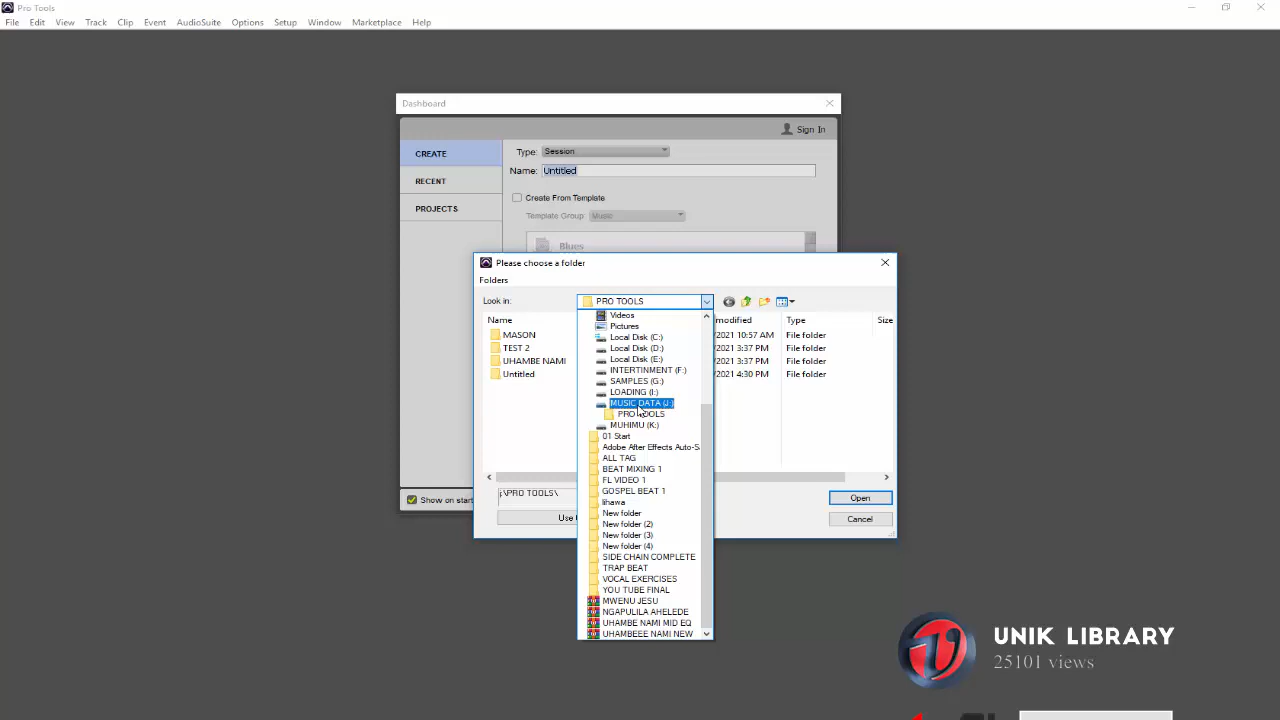 Pro Tools
File Edit View Track Clip Event AudioSuite Options Setup Window Marketplace Help
Dashboard
Sign In
CREATE
RECENT
PROJECTS
Type: Session
Name: Untitled
Create From Template
Template Group: Music
Blues
Show on start
Please choose a folder
Folders
Look in: PRO TOOLS
Name modified Type Size
MASON /2021 10:57 AM File folder
TEST 2 /2021 3:37 PM File folder
UHAMBE NAMI /2021 3:37 PM File folder
Untitled /2021 4:30 PM File folder
Videos
Pictures
Local Disk (C:)
Local Disk (D:)
Local Disk (E:)
INTERTINMENT (F:)
SAMPLES (G:)
LOADING (I:)
MUSIC DATA (J:)
PRO TOOLS
MUHIMU (K:)
01 Start
Adobe After Effects Auto-S
ALL TAG
BEAT MIXING 1
FL VIDEO 1
GOSPEL BEAT 1
lihawa
New folder
New folder (2)
New folder (3)
New folder (4)
SIDE CHAIN COMPLETE
TRAP BEAT
VOCAL EXERCISES
YOU TUBE FINAL
MWENU JESU
NGAPULILA AHELEDE
UHAMBE NAMI MID EQ
UHAMBEEE NAMI NEW
:\PRO TOOLS\
Use
Open
Cancel
UNIK LIBRARY
25101 views